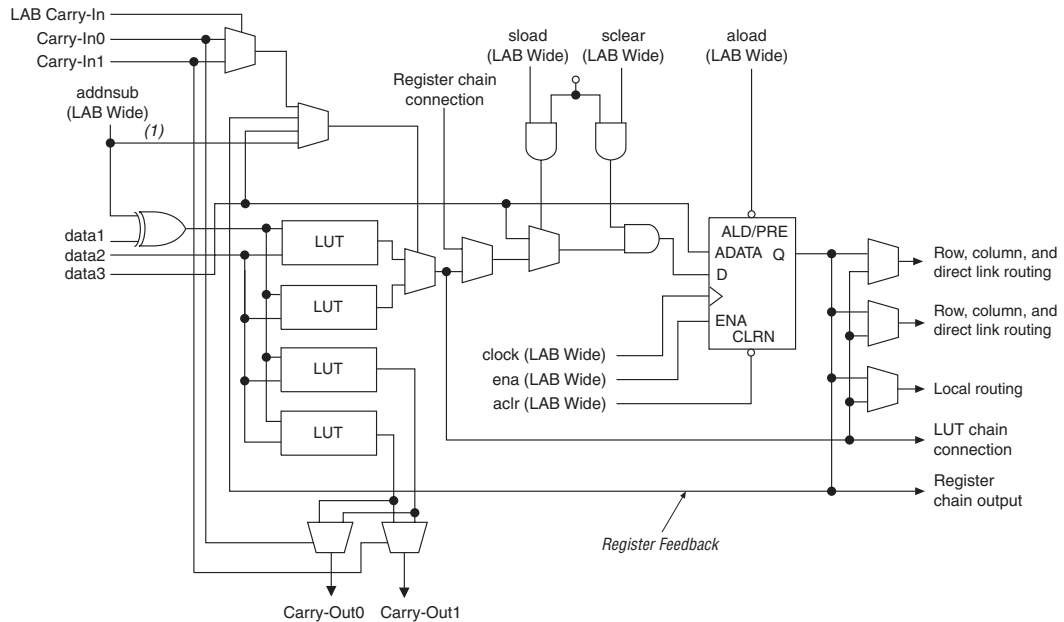 LAB Carry-In
Carry-In0
Carry-In1
addnsub
(LAB Wide)
(1)
Register chain
connection
sload
(LAB Wide)
sclear
(LAB Wide)
aload
(LAB Wide)
data1
data2
data3
LUT
LUT
LUT
LUT
ALD/PRE
ADATA
Q
D
ENA
CLRN
clock (LAB Wide)
ena (LAB Wide)
aclr (LAB Wide)
Row, column, and
direct link routing
Row, column, and
direct link routing
Local routing
LUT chain
connection
Register
chain output
Register Feedback
Carry-Out0
Carry-Out1